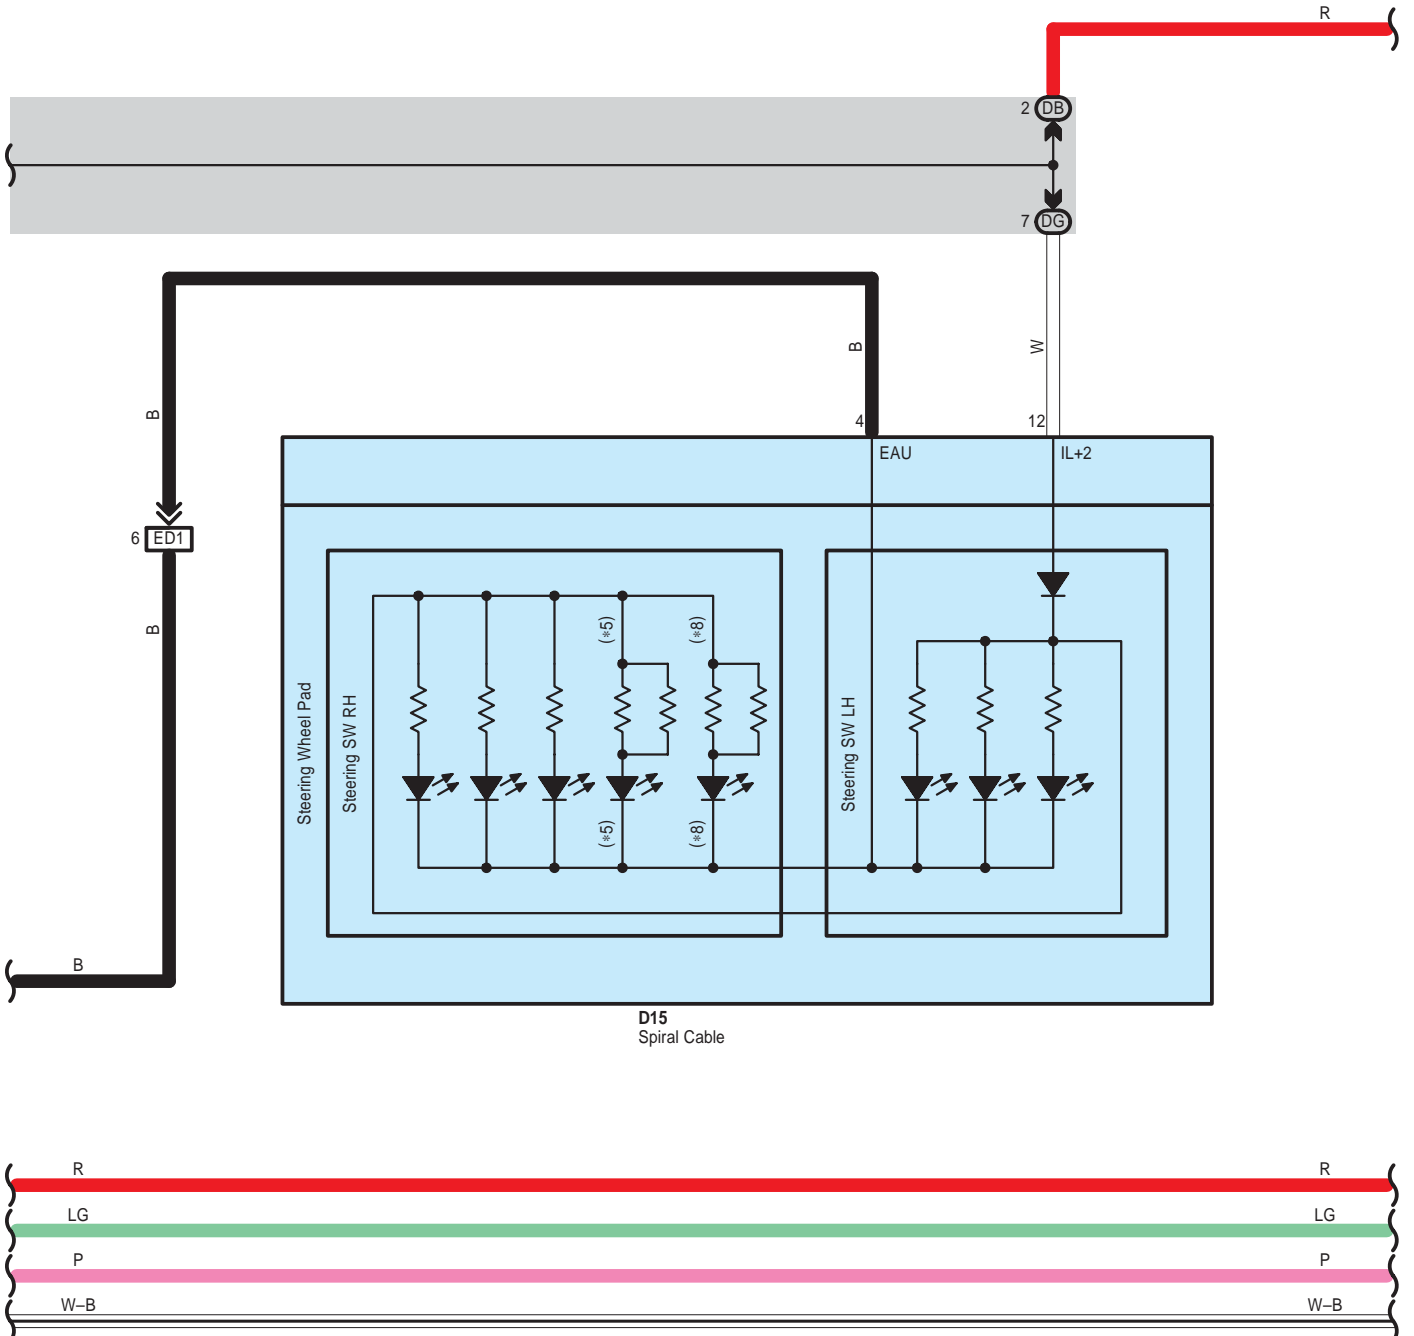 R
2 DB
7 DG
B
W
B
4
12
EAU
IL+2
6 ED1
B
(*5)
(*8)
Steering Wheel Pad
Steering SW RH
Steering SW LH
(*5)
(*8)
B
D15
Spiral Cable
R R
LG LG
P P
W–B W–B